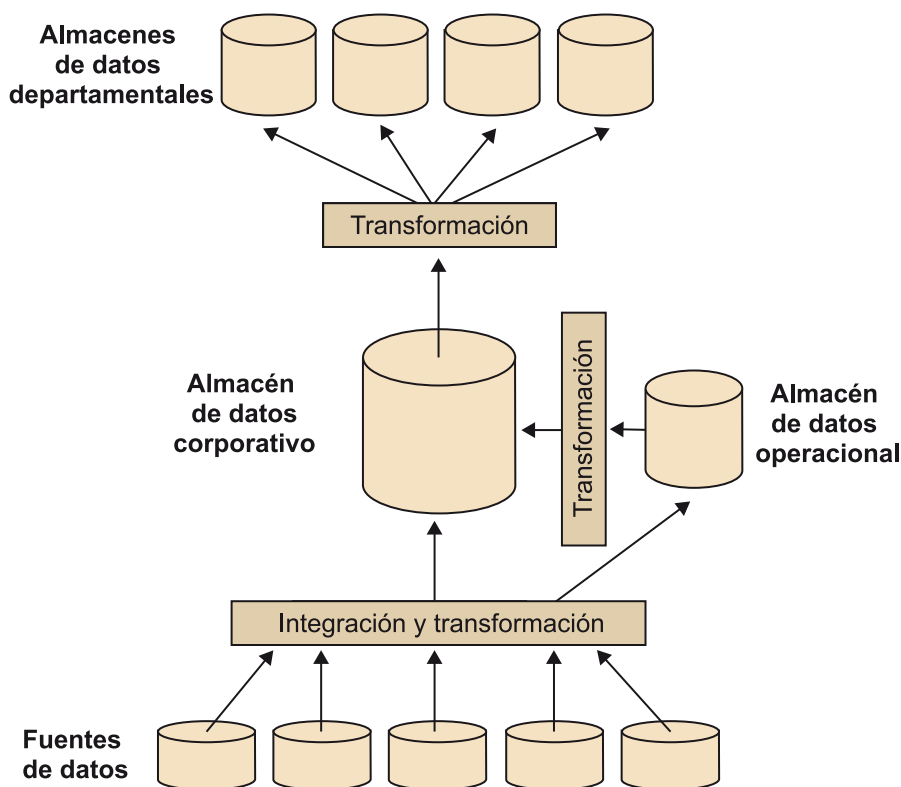 Almacenes
de datos
departamentales
Transformación
Almacén
de datos
corporativo
Transformación
Almacén
de datos
operacional
Integración y transformación
Fuentes
de datos